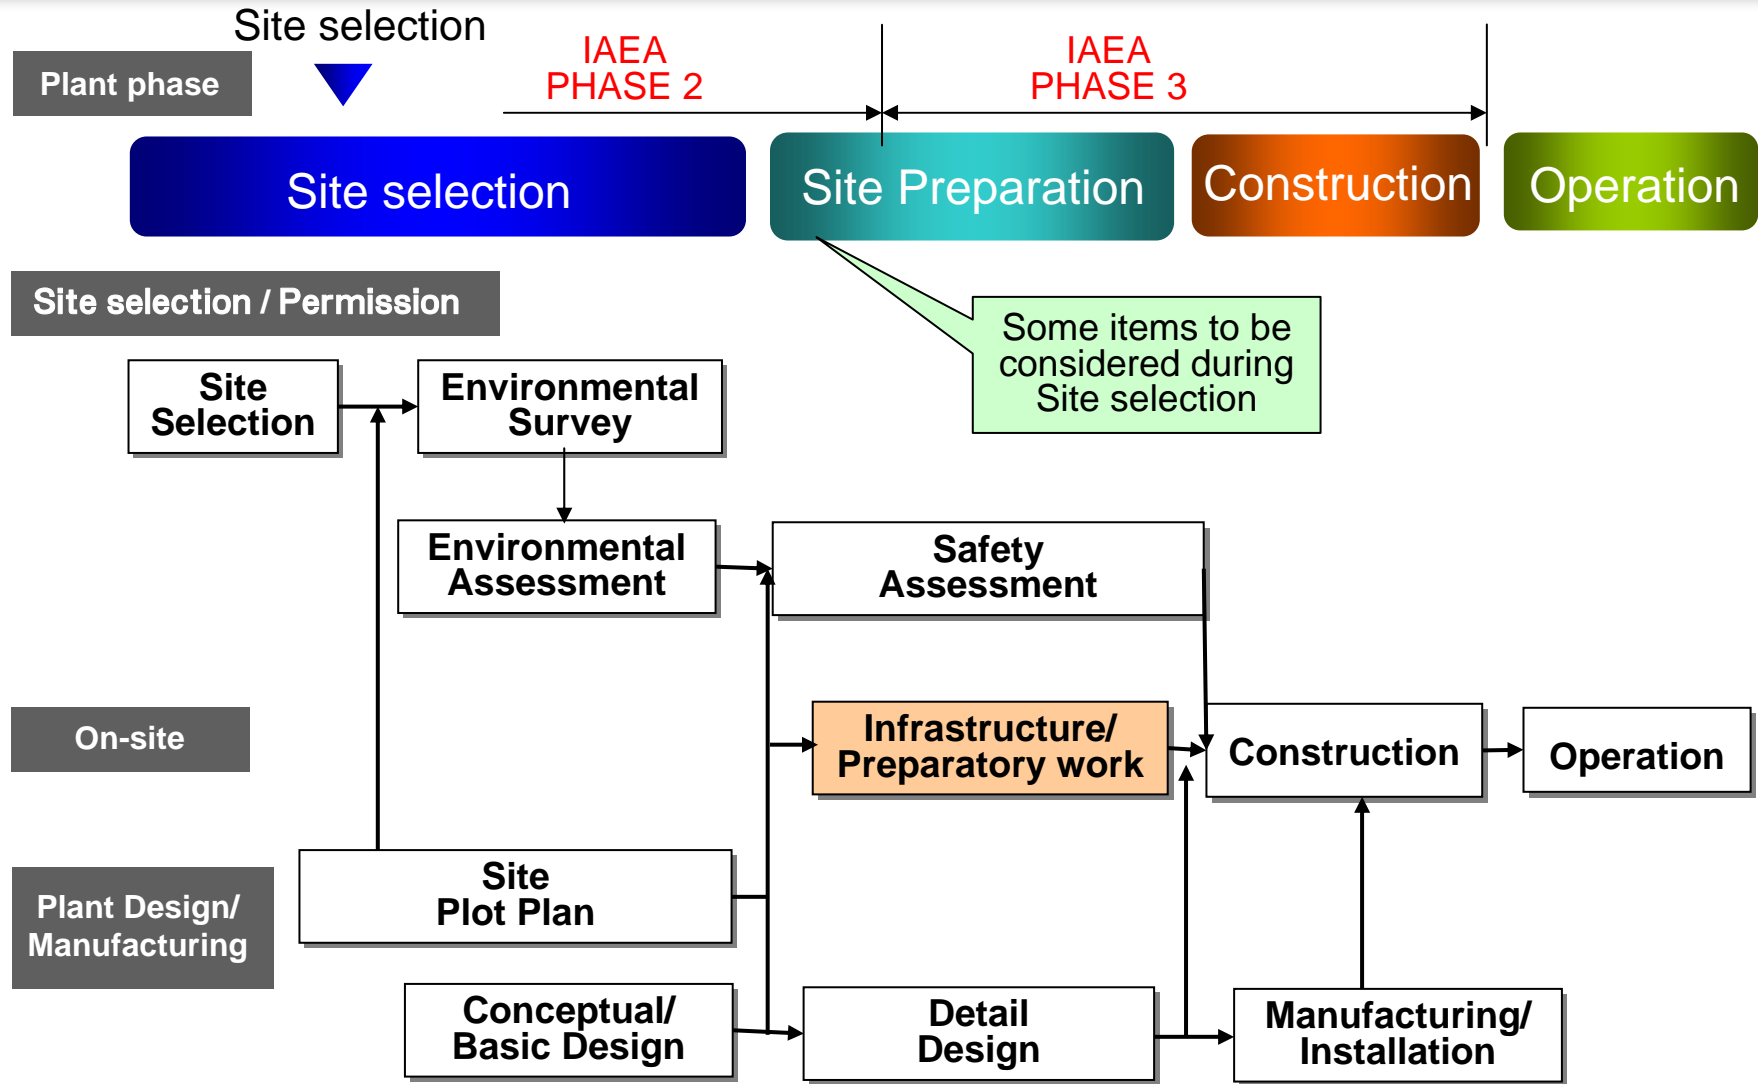 Site selection
Plant phase
IAEA
PHASE 2
IAEA
PHASE 3
Site selection
Site Preparation
Construction
Operation
Site selection / Permission
Some items to be
considered during
Site selection
Site
Selection
Environmental
Survey
Environmental
Assessment
Safety
Assessment
On-site
Infrastructure/
Preparatory work
Construction
Operation
Plant Design/
Manufacturing
Site
Plot Plan
Conceptual/
Basic Design
Detail
Design
Manufacturing/
Installation